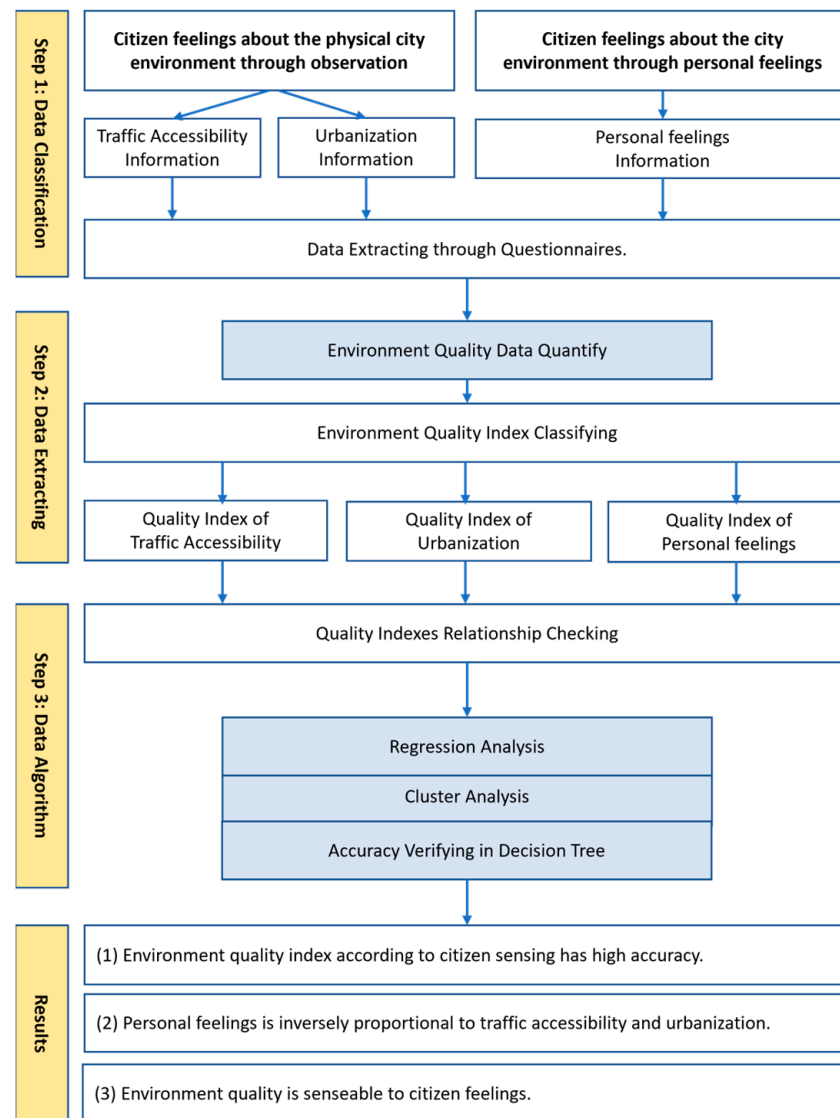 Step 1: Data Classification
Citizen feelings about the physical city
environment through observation
Citizen feelings about the city
environment through personal feelings
Traffic Accessibility
Information
Urbanization
Information
Personal feelings
Information
Data Extracting through Questionnaires.
Step 2: Data Extracting
Environment Quality Data Quantify
Environment Quality Index Classifying
Quality Index of
Traffic Accessibility
Quality Index of
Urbanization
Quality Index of
Personal feelings
Step 3: Data Algorithm
Quality Indexes Relationship Checking
Regression Analysis
Cluster Analysis
Accuracy Verifying in Decision Tree
Results
(1) Environment quality index according to citizen sensing has high accuracy.
(2) Personal feelings is inversely proportional to traffic accessibility and urbanization.
(3) Environment quality is senseable to citizen feelings.